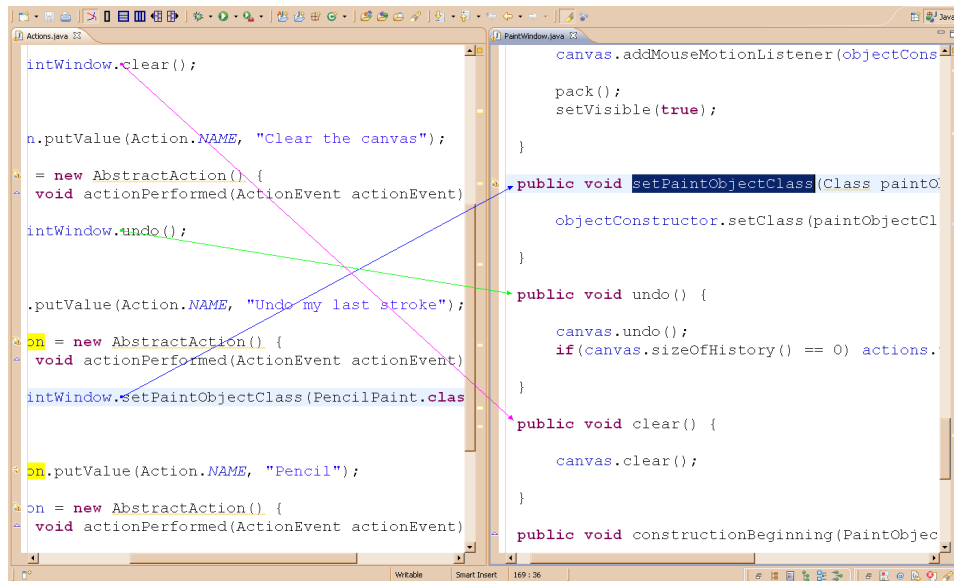 Java
Actions.java
intWindow.clear();
n.putValue(Action.NAME, "Clear the canvas");
= new AbstractAction() {
void actionPerformed(ActionEvent actionEvent)
intWindow.undo();
.putValue(Action.NAME, "Undo my last stroke");
on = new AbstractAction() {
void actionPerformed(ActionEvent actionEvent)
intWindow.setPaintObjectClass(PencilPaint.clas
on.putValue(Action.NAME, "Pencil");
on = new AbstractAction() {
void actionPerformed(ActionEvent actionEvent)
PaintWindow.java
canvas.addMouseMotionListener(objectCons
pack();
setVisible(true);
}
public void setPaintObjectClass(Class paintO
objectConstructor.setClass(paintObjectCl
}
public void undo() {
canvas.undo();
if(canvas.sizeOfHistory() == 0) actions.
}
public void clear() {
canvas.clear();
}
public void constructionBeginning(PaintObjec
Writable
Smart Insert
169 : 36